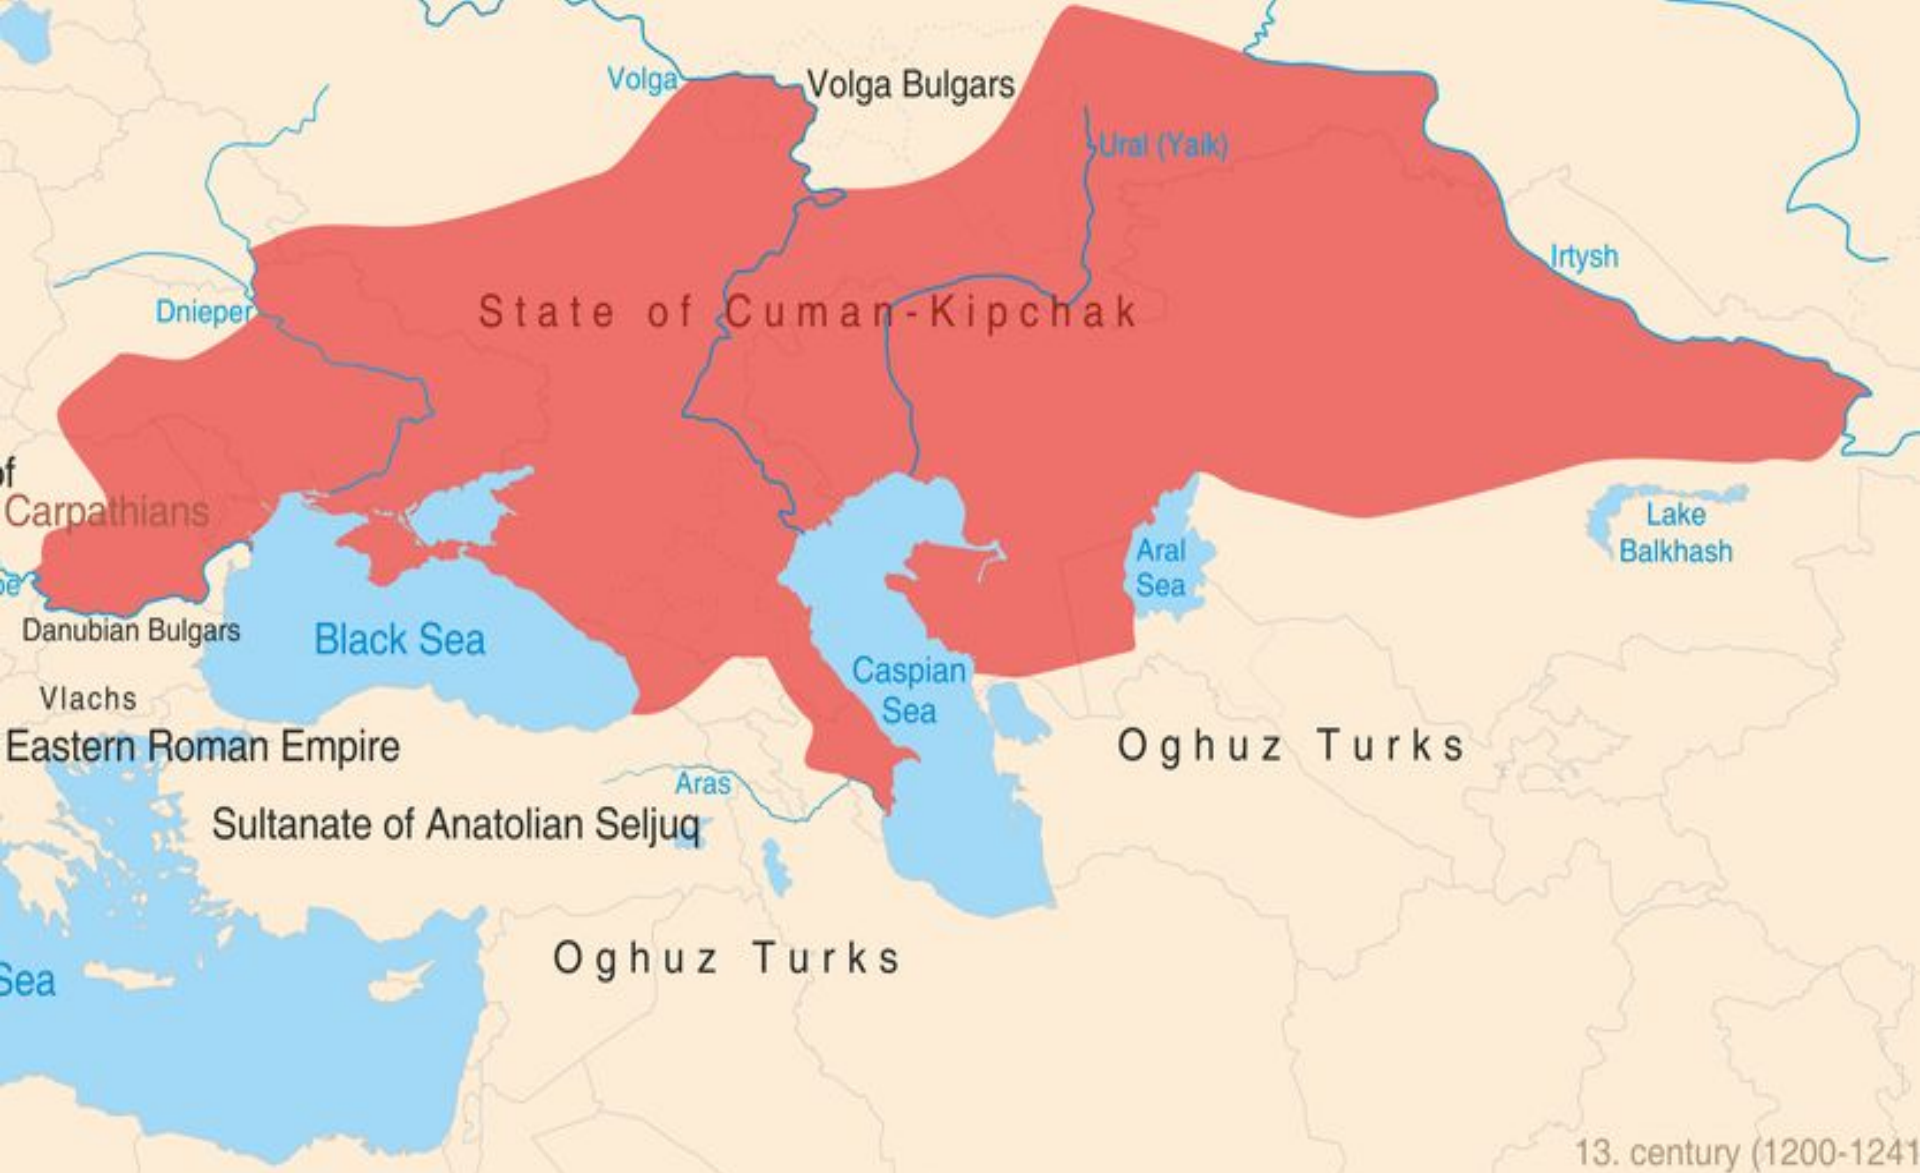 Volga
Volga Bulgars
Ural (Yaik)
Irtysh
Dnieper
State of Cuman-Kipchak
of
Carpathians
Lake
Balkhash
Aral
Sea
be
Danubian Bulgars
Black Sea
Caspian
Sea
Vlachs
Eastern Roman Empire
Oghuz Turks
Aras
Sultanate of Anatolian Seljuq
Oghuz Turks
Sea
13. century (1200-1241